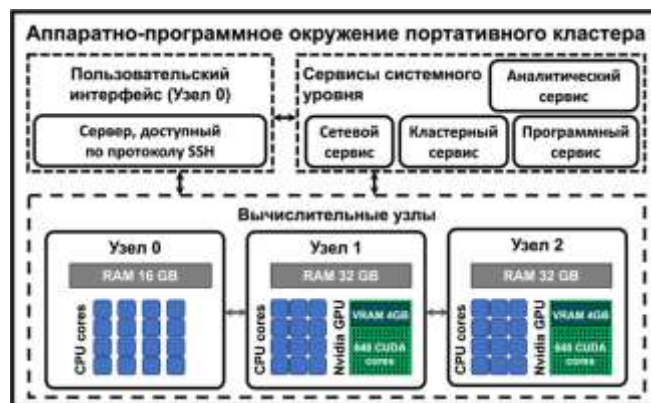 Аппаратно-программное окружение портативного кластера
Пользовательский
интерфейс (Узел 0)
Сервер, доступный
по протоколу SSH
Сервисы системного
уровня
Аналитический
сервис
Сетевой
сервис
Кластерный
сервис
Программный
сервис
Вычислительные узлы
Узел 0
RAM 16 GB
CPU cores
Узел 1
RAM 32 GB
CPU cores
Nvidia GPU
VRAM 4GB
640 CUDA
cores
Узел 2
RAM 32 GB
CPU cores
Nvidia GPU
VRAM 4GB
640 CUDA
cores